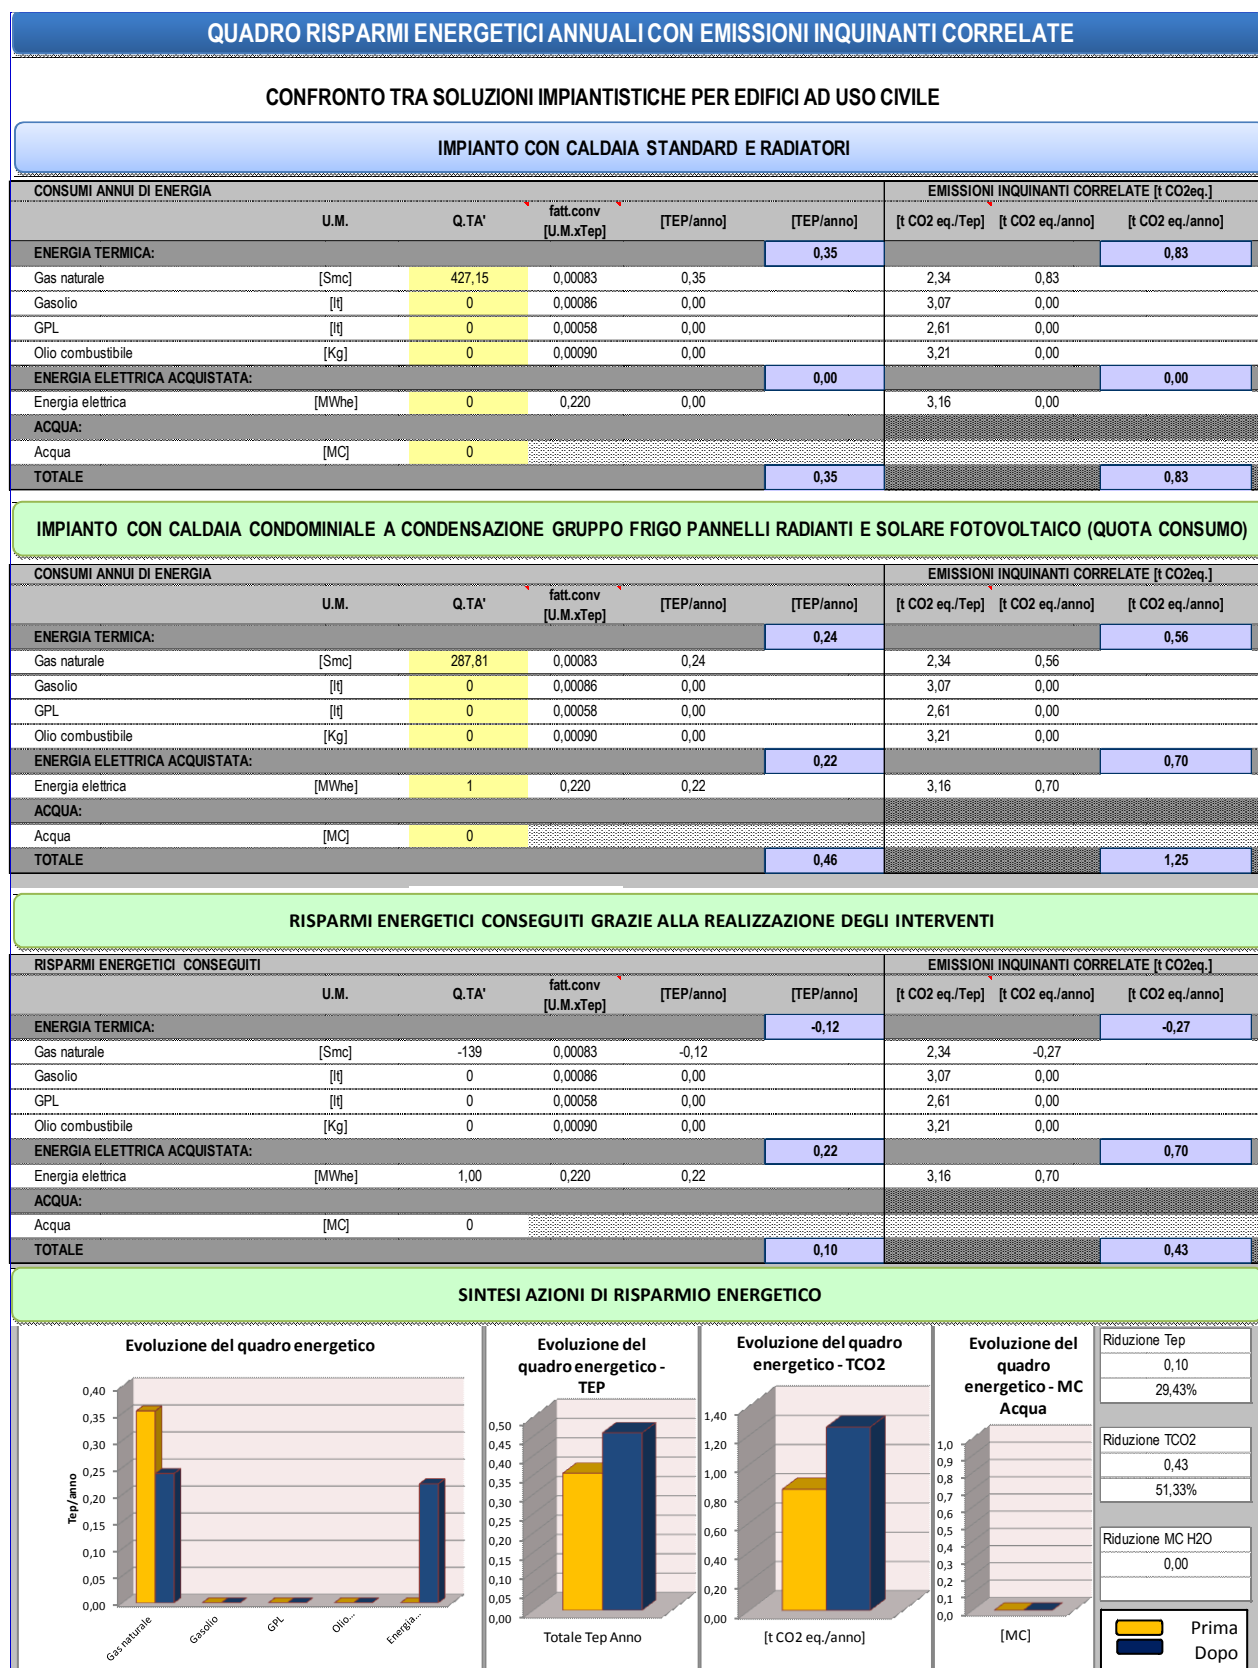 QUADRO RISPARMI ENERGETICI ANNUALI CON EMISSIONI INQUINANTI CORRELATE
CONFRONTO TRA SOLUZIONI IMPIANTISTICHE PER EDIFICI AD USO CIVILE
IMPIANTO CON CALDAIA STANDARD E RADIATORI
CONSUMI ANNUI DI ENERGIA EMISSIONI INQUINANTI CORRELATE [t CO2eq.]
U.M. Q.TA' fatt.conv [U.M.xTep] [TEP/anno] [TEP/anno] [t CO2 eq./Tep] [t CO2 eq./anno] [t CO2 eq./anno]
ENERGIA TERMICA: 0,35 0,83
Gas naturale [Smc] 427,15 0,00083 0,35 2,34 0,83
Gasolio [lt] 0 0,00086 0,00 3,07 0,00
GPL [lt] 0 0,00058 0,00 2,61 0,00
Olio combustibile [Kg] 0 0,00090 0,00 3,21 0,00
ENERGIA ELETTRICA ACQUISTATA: 0,00 0,00
Energia elettrica [MWhe] 0 0,220 0,00 3,16 0,00
ACQUA:
Acqua [MC] 0
TOTALE 0,35 0,83
IMPIANTO CON CALDAIA CONDOMINIALE A CONDENSAZIONE GRUPPO FRIGO PANNELLI RADIANTI E SOLARE FOTOVOLTAICO (QUOTA CONSUMO)
CONSUMI ANNUI DI ENERGIA EMISSIONI INQUINANTI CORRELATE [t CO2eq.]
U.M. Q.TA' fatt.conv [U.M.xTep] [TEP/anno] [TEP/anno] [t CO2 eq./Tep] [t CO2 eq./anno] [t CO2 eq./anno]
ENERGIA TERMICA: 0,24 0,56
Gas naturale [Smc] 287,81 0,00083 0,24 2,34 0,56
Gasolio [lt] 0 0,00086 0,00 3,07 0,00
GPL [lt] 0 0,00058 0,00 2,61 0,00
Olio combustibile [Kg] 0 0,00090 0,00 3,21 0,00
ENERGIA ELETTRICA ACQUISTATA: 0,22 0,70
Energia elettrica [MWhe] 1 0,220 0,22 3,16 0,70
ACQUA:
Acqua [MC] 0
TOTALE 0,46 1,25
RISPARMI ENERGETICI CONSEGUITI GRAZIE ALLA REALIZZAZIONE DEGLI INTERVENTI
RISPARMI ENERGETICI CONSEGUITI EMISSIONI INQUINANTI CORRELATE [t CO2eq.]
U.M. Q.TA' fatt.conv [U.M.xTep] [TEP/anno] [TEP/anno] [t CO2 eq./Tep] [t CO2 eq./anno] [t CO2 eq./anno]
ENERGIA TERMICA: -0,12 -0,27
Gas naturale [Smc] -139 0,00083 -0,12 2,34 -0,27
Gasolio [lt] 0 0,00086 0,00 3,07 0,00
GPL [lt] 0 0,00058 0,00 2,61 0,00
Olio combustibile [Kg] 0 0,00090 0,00 3,21 0,00
ENERGIA ELETTRICA ACQUISTATA: 0,22 0,70
Energia elettrica [MWhe] 1,00 0,220 0,22 3,16 0,70
ACQUA:
Acqua [MC] 0
TOTALE 0,10 0,43
SINTESI AZIONI DI RISPARMIO ENERGETICO
Evoluzione del quadro energetico
Tep/anno
0,40
0,35
0,30
0,25
0,20
0,15
0,10
0,05
0,00
Gas naturale
Gasolio
GPL
Olio...
Energia...
Evoluzione del
quadro energetico -
TEP
0,50
0,45
0,40
0,35
0,30
0,25
0,20
0,15
0,10
0,05
0,00
Totale Tep Anno
Evoluzione del quadro
energetico - TCO2
1,40
1,20
1,00
0,80
0,60
0,40
0,20
0,00
[t CO2 eq./anno]
Evoluzione del
quadro
energetico - MC
Acqua
1,0
0,9
0,8
0,7
0,6
0,5
0,4
0,3
0,2
0,1
0,0
[MC]
Riduzione Tep
0,10
29,43%
Riduzione TCO2
0,43
51,33%
Riduzione MC H2O
0,00
Prima
Dopo